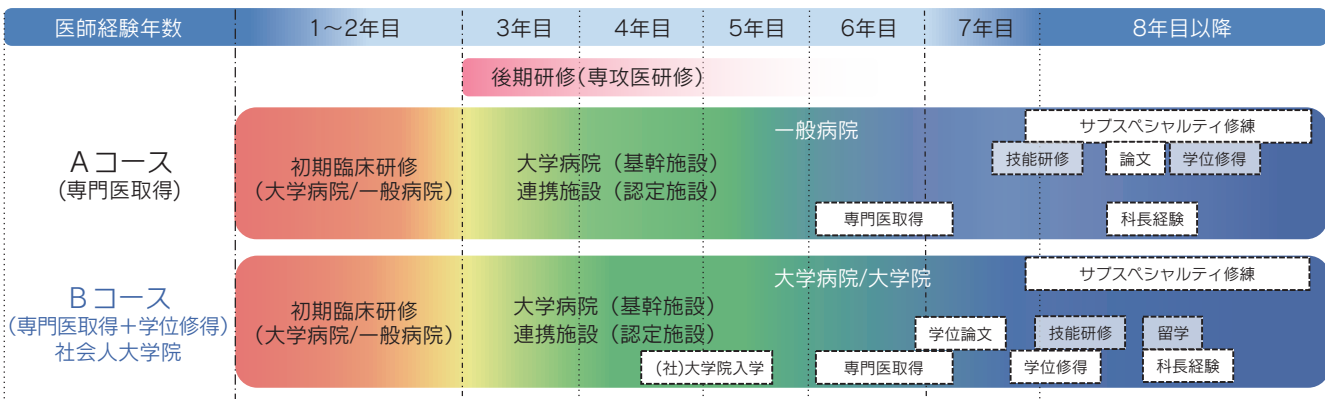 医師経験年数
1～2年目
3年目
4年目
5年目
6年目
7年目
8年目以降
後期研修(専攻医研修)
Aコース
(専門医取得)
初期臨床研修
(大学病院/一般病院)
大学病院（基幹施設）
連携施設（認定施設）
一般病院
サブスペシャルティ修練
技能研修
論文
学位修得
専門医取得
科長経験
Bコース
(専門医取得＋学位修得)
社会人大学院
初期臨床研修
(大学病院/一般病院)
大学病院（基幹施設）
連携施設（認定施設）
大学病院/大学院
サブスペシャルティ修練
学位論文
技能研修
留学
(社)大学院入学
専門医取得
学位修得
科長経験